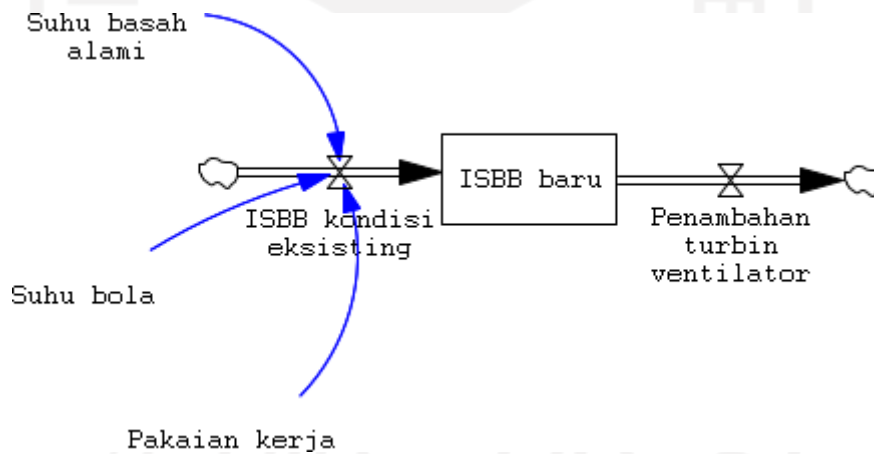 Suhu basah
alami
ISBB baru
ISBB kondisi
eksisting
Penambahan
turbin
ventilator
Suhu bola
Pakaian kerja